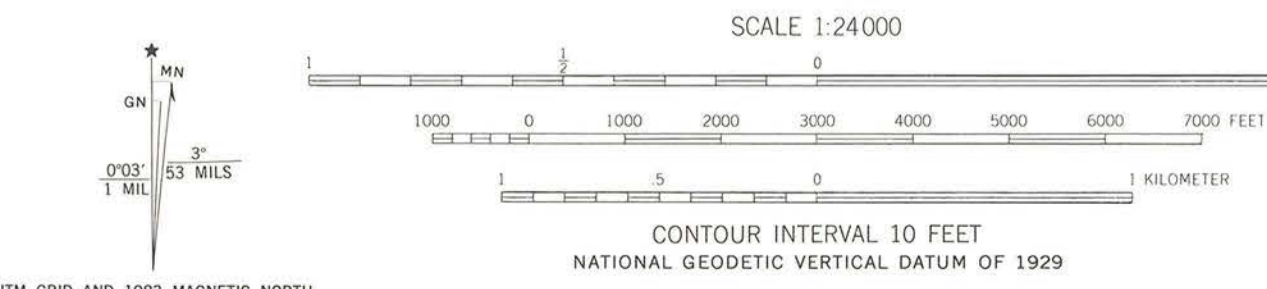 SCALE 1:24000
★
MN
GN
0°03'
1 MIL
3°
53 MILS
1 1/2 0
1000 0 1000 2000 3000 4000 5000 6000 7000 FEET
1 .5 0 1 KILOMETER
CONTOUR INTERVAL 10 FEET
NATIONAL GEODETIC VERTICAL DATUM OF 1929